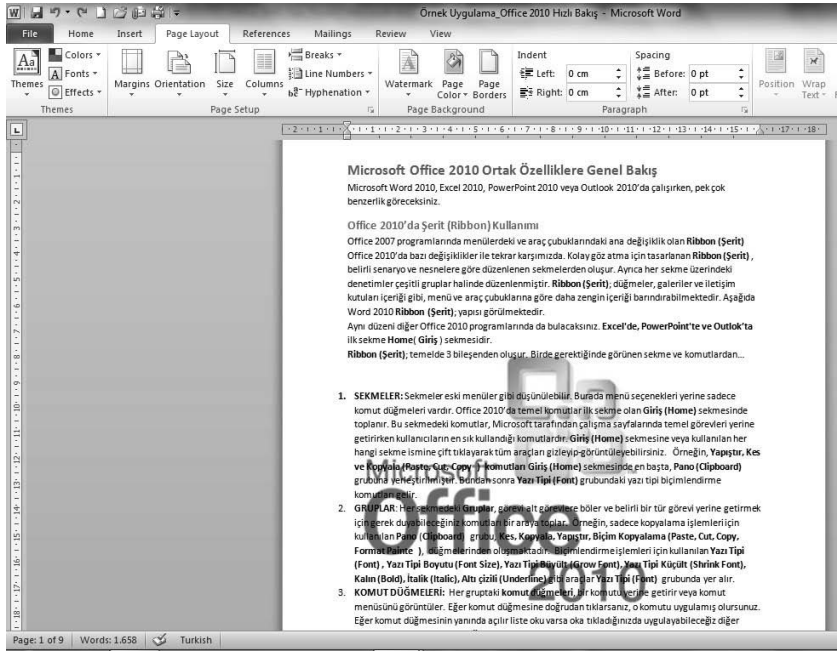 Örnek Uygulama_Office 2010 Hızlı Bakış - Microsoft Word
File Home Insert Page Layout References Mailings Review View
Colors Breaks Indent Spacing
Aa A Fonts Line Numbers Left: 0 cm Before: 0 pt
Themes Effects Margins Orientation Size Columns Hyphenation Watermark Page Color Page Borders Right: 0 cm After: 0 pt Position Wrap Text
Themes Page Setup Page Background Paragraph
Microsoft Office 2010 Ortak Özelliklere Genel Bakış
Microsoft Word 2010, Excel 2010, PowerPoint 2010 veya Outlook 2010'da çalışırken, pek çok
benzerlik göreceksiniz.
Office 2010'da Şerit (Ribbon) Kullanımı
Office 2007 programlarında menülerdeki ve araç çubuklarındaki ana değişiklik olan Ribbon (Şerit)
Office 2010'da bazı değişiklikler ile tekrar karşımızda. Kolay göz atma için tasarlanan Ribbon (Şerit) ,
belirli senaryo ve nesnelere göre düzenlenen sekmelerden oluşur. Ayrıca her sekme üzerindeki
denetimler çeşitli gruplar halinde düzenlenmiştir. Ribbon (Şerit); düğmeler, galeriler ve iletişim
kutuları içeriği gibi, menü ve araç çubuklarına göre daha zengin içeriği barındırabilmektedir. Aşağıda
Word 2010 Ribbon (Şerit); yapısı görülmektedir.
Aynı düzeni diğer Office 2010 programlarında da bulacaksınız. Excel'de, PowerPoint'te ve Outlok'ta
ilk sekme Home( Giriş ) sekmesidir.
Ribbon (Şerit); temelde 3 bileşenden oluşur. Birde gerektiğinde görünen sekme ve komutlardan...
1. SEKMELER: Sekmeler eski menüler gibi düşünülebilir. Burada menü seçenekleri yerine sadece
komut düğmeleri vardır. Office 2010'da temel komutlar ilk sekme olan Giriş (Home) sekmesinde
toplanır. Bu sekmedeki komutlar, Microsoft tarafından çalışma sayfalarında temel görevleri yerine
getirirken kullanıcıların en sık kullandığı komutlardır. Giriş (Home) sekmesine veya kullanılan her
hangi sekme ismine çift tıklayarak tüm araçları gizleyip-görüntüleyebilirsiniz. Örneğin, Yapıştır, Kes
ve Kopyala (Paste, Cut, Copy ) komutları Giriş (Home) sekmesinde en başta, Pano (Clipboard)
grubuna yerleştirilmiştir. Bundan sonra Yazı Tipi (Font) grubundaki yazı tipi biçimlendirme
komutları gelir.
2. GRUPLAR: Her sekmedeki Gruplar, görevi alt görevlere böler ve belirli bir tür görevi yerine getirmek
için gerek duyabileceğiniz komutları bir araya toplar. Örneğin, sadece kopyalama işlemleri için
kullanılan Pano (Clipboard) grubu, Kes, Kopyala, Yapıştır, Biçim Kopyalama (Paste, Cut, Copy,
Format Painte ), düğmelerinden oluşmaktadır. Biçimlendirme işlemleri için kullanılan Yazı Tipi
(Font) , Yazı Tipi Boyutu (Font Size), Yazı Tipi Büyült (Grow Font), Yazı Tipi Küçült (Shrink Font),
Kalın (Bold), İtalik (Italic), Altı çizili (Underline) gibi araçlar Yazı Tipi (Font) grubunda yer alır.
3. KOMUT DÜĞMELERİ: Her gruptaki komut düğmeleri, bir komutu yerine getirir veya komut
menüsünü görüntüler. Eğer komut düğmesine doğrudan tıklarsanız, o komutu uygulamış olursunuz.
Eğer komut düğmesinin yanında açılır liste oku varsa oka tıkladığınızda uygulayabileceğiz diğer
Microsoft
Office
2010
Page: 1 of 9 Words: 1.658 Turkish